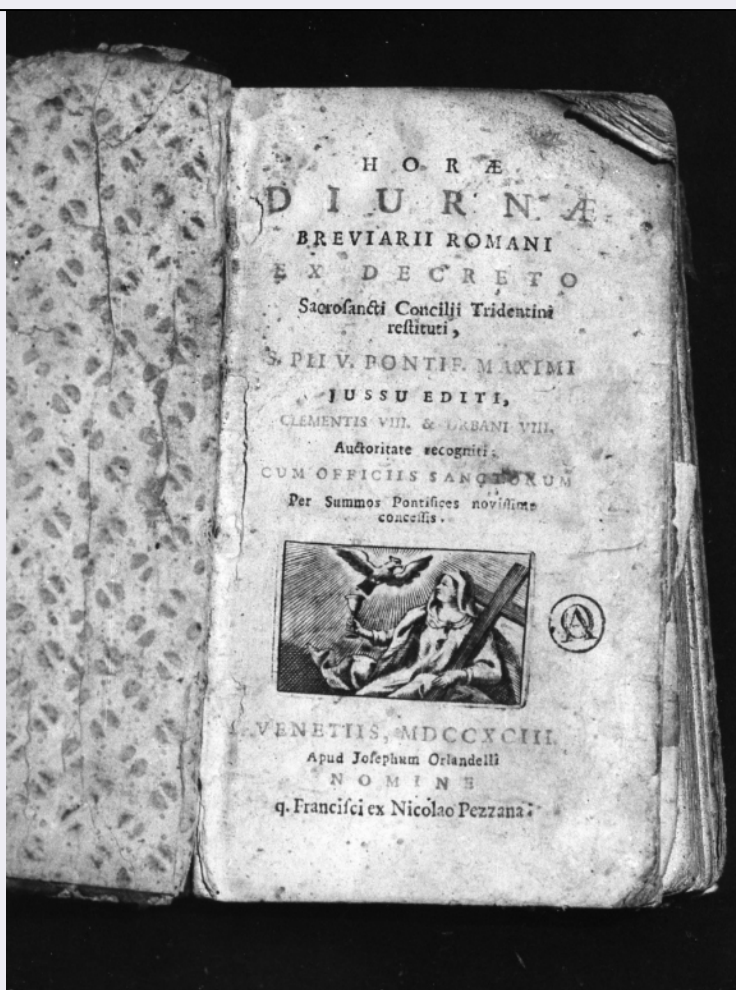 HORÆ
DIURNÆ
BREVIARII ROMANI
EX DECRETO
Sacroſancti Concilii Tridentini
reſtituti,
S. PII V. PONTIF. MAXIMI
JUSSU EDITI,
CLEMENTIS VIII. & URBANI VIII.
Auctoritate recogniti:
CUM OFFICIIS SANCTORUM
Per Summos Pontifices noviſſime
conceſſis.
VENETIIS, MDCCXCIII.
Apud Joſephum Orlandelli
NOMINE
q. Franciſci ex Nicolao Pezzana.